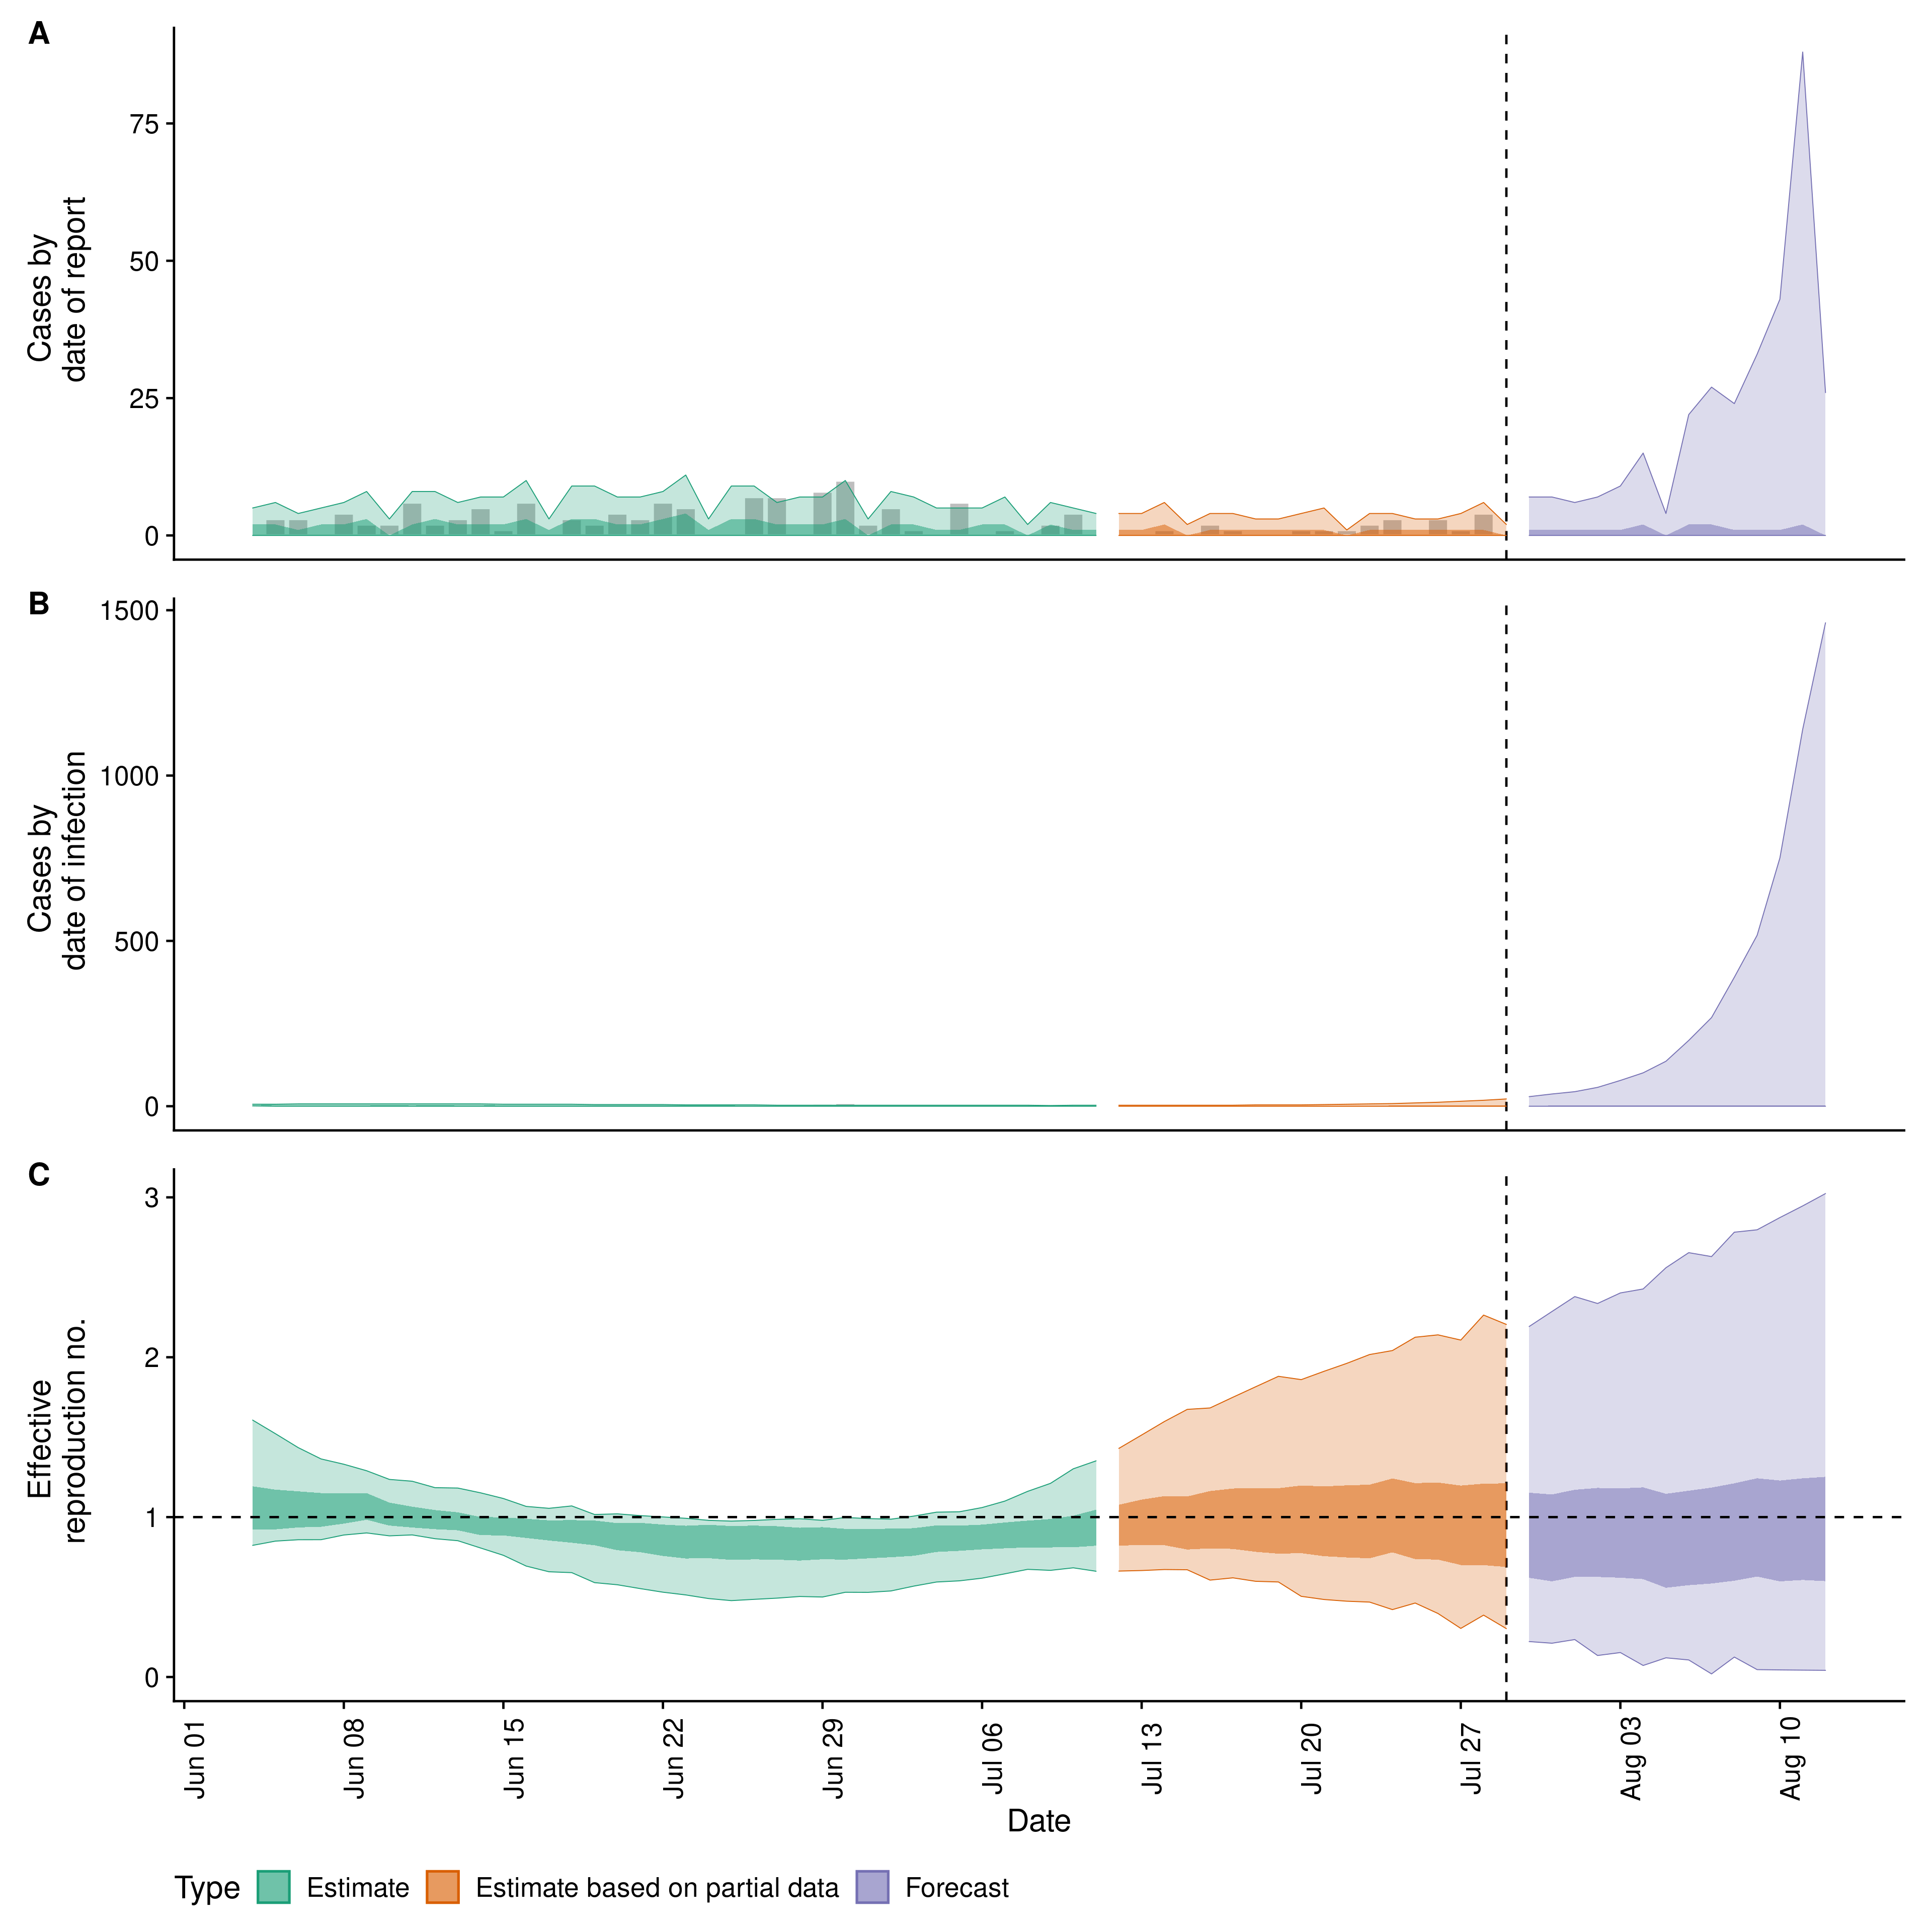 A
Cases by
date of report
75
50
25
0
B
Cases by
date of infection
1500
1000
500
0
C
Effective
reproduction no.
3
2
1
0
Jun 01
Jun 08
Jun 15
Jun 22
Jun 29
Jul 06
Jul 13
Jul 20
Jul 27
Aug 03
Aug 10
Date
Type
Estimate
Estimate based on partial data
Forecast